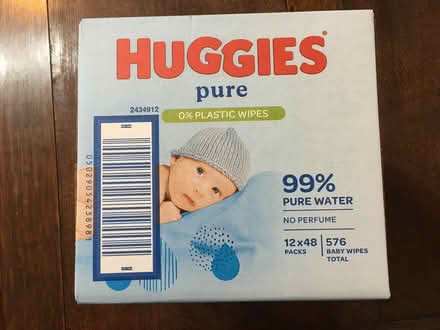 HUGGIES®
pure
2434912
0% PLASTIC WIPES
99%
PURE WATER
NO PERFUME
12x48
PACKS
576
BABY WIPES
TOTAL